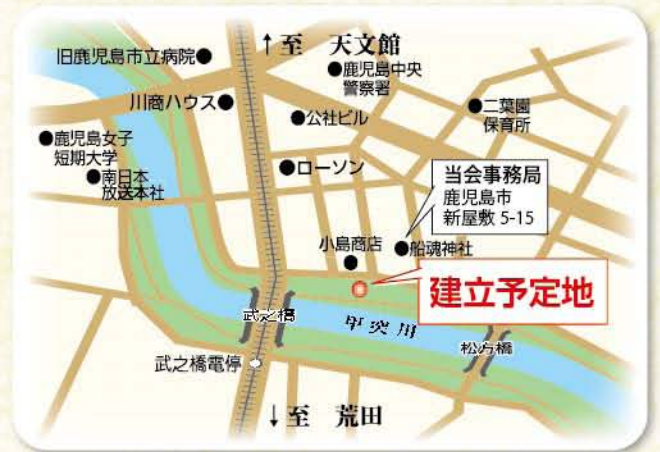 ↑至 天文館
旧鹿児島市立病院●
●鹿児島中央
警察署
川商ハウス●
●公社ビル
●二葉園
保育所
●鹿児島女子
短期大学
●南日本
放送本社
●ローソン
当会事務局
鹿児島市
新屋敷 5-15
小島商店
●船魂神社
建立予定地
武之橋
甲突川
松方橋
武之橋電停
↓至 荒田